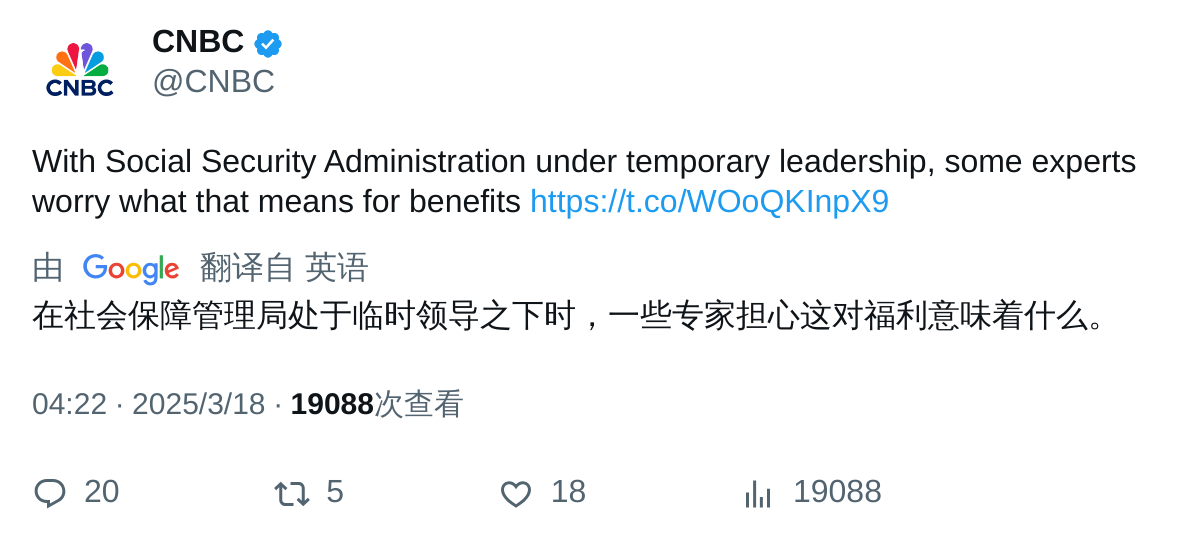 CNBC
CNBC
@CNBC
With Social Security Administration under temporary leadership, some experts
worry what that means for benefits https://t.co/WOoQKInpX9
由 Google 翻译自 英语
在社会保障管理局处于临时领导之下时，一些专家担心这对福利意味着什么。
04:22 · 2025/3/18 · 19088次查看
20 5 18 19088